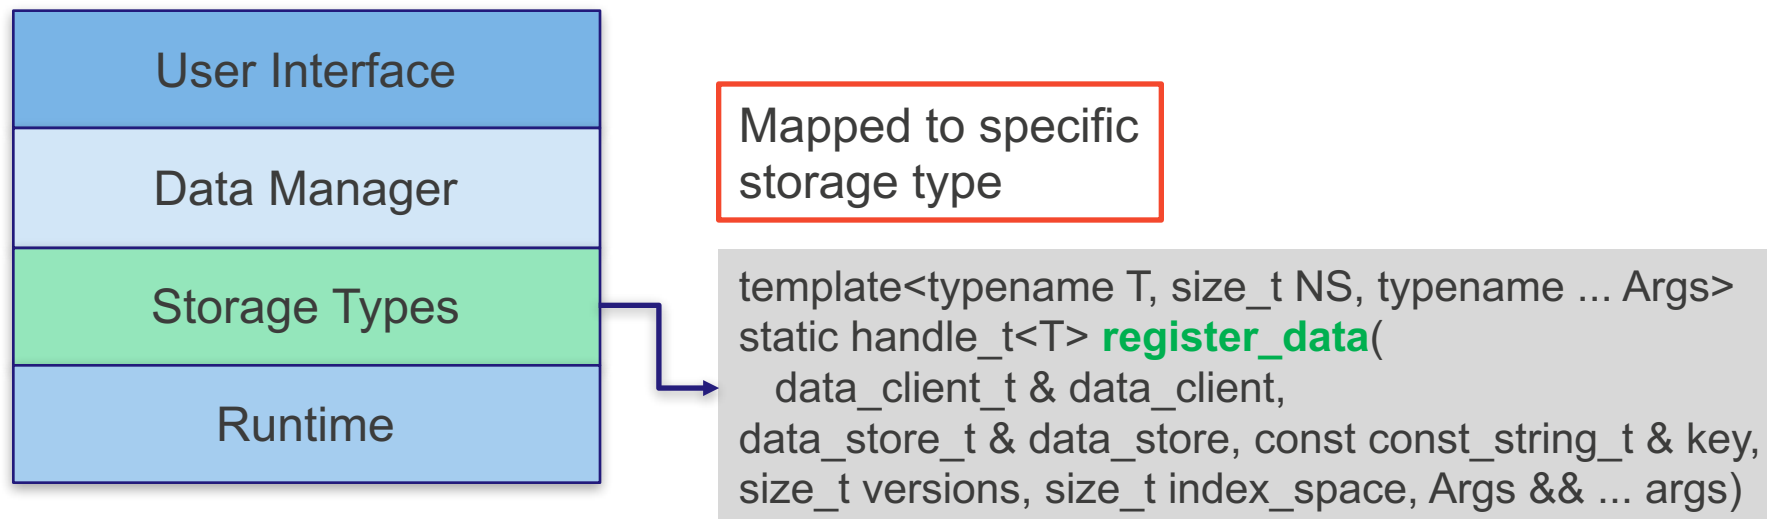 User Interface
Data Manager
Storage Types
Runtime
Mapped to specific
storage type
template<typename T, size_t NS, typename ... Args>
static handle_t<T> register_data(
data_client_t & data_client,
data_store_t & data_store, const const_string_t & key,
size_t versions, size_t index_space, Args && ... args)